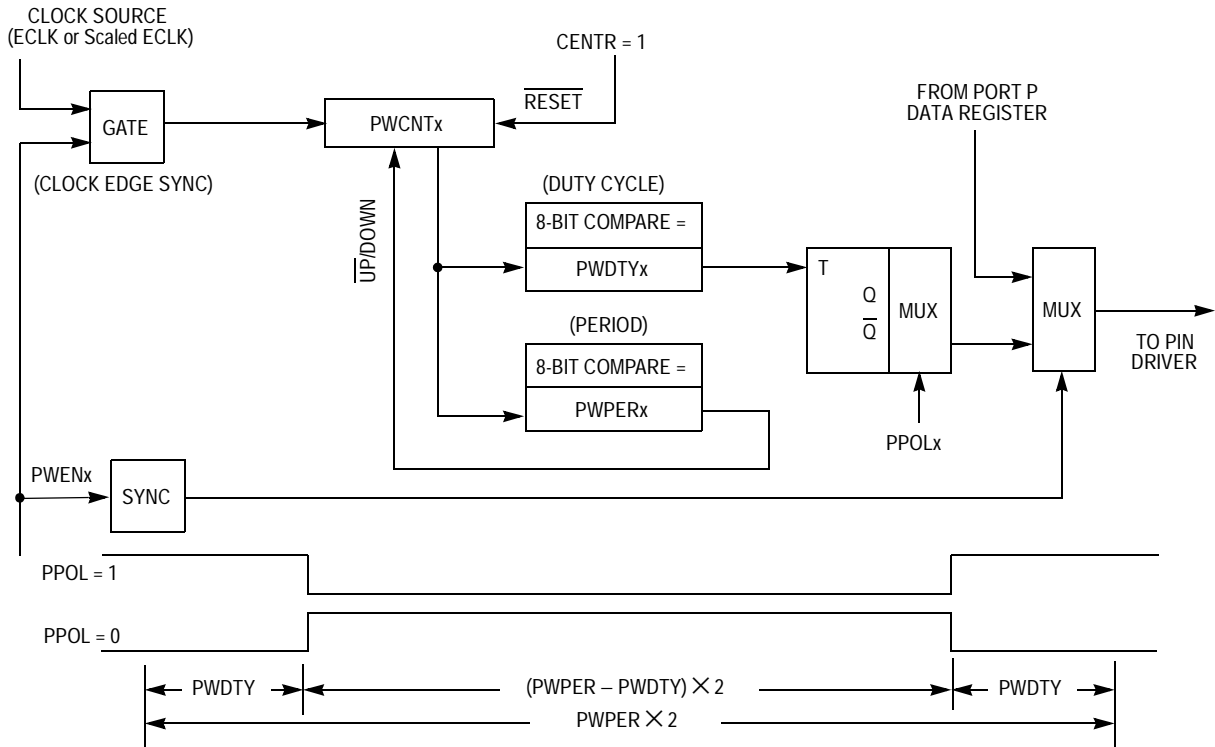 CLOCK SOURCE
(ECLK or Scaled ECLK)
CENTR = 1
RESET
FROM PORT P
DATA REGISTER
GATE
PWCNTx
(CLOCK EDGE SYNC)
UP/DOWN
(DUTY CYCLE)
8-BIT COMPARE =
PWDTYx
T
Q
Q
MUX
MUX
TO PIN
DRIVER
(PERIOD)
8-BIT COMPARE =
PWPERx
PPOLx
PWENx
SYNC
PPOL = 1
PPOL = 0
PWDTY
(PWPER – PWDTY) × 2
PWDTY
PWPER × 2